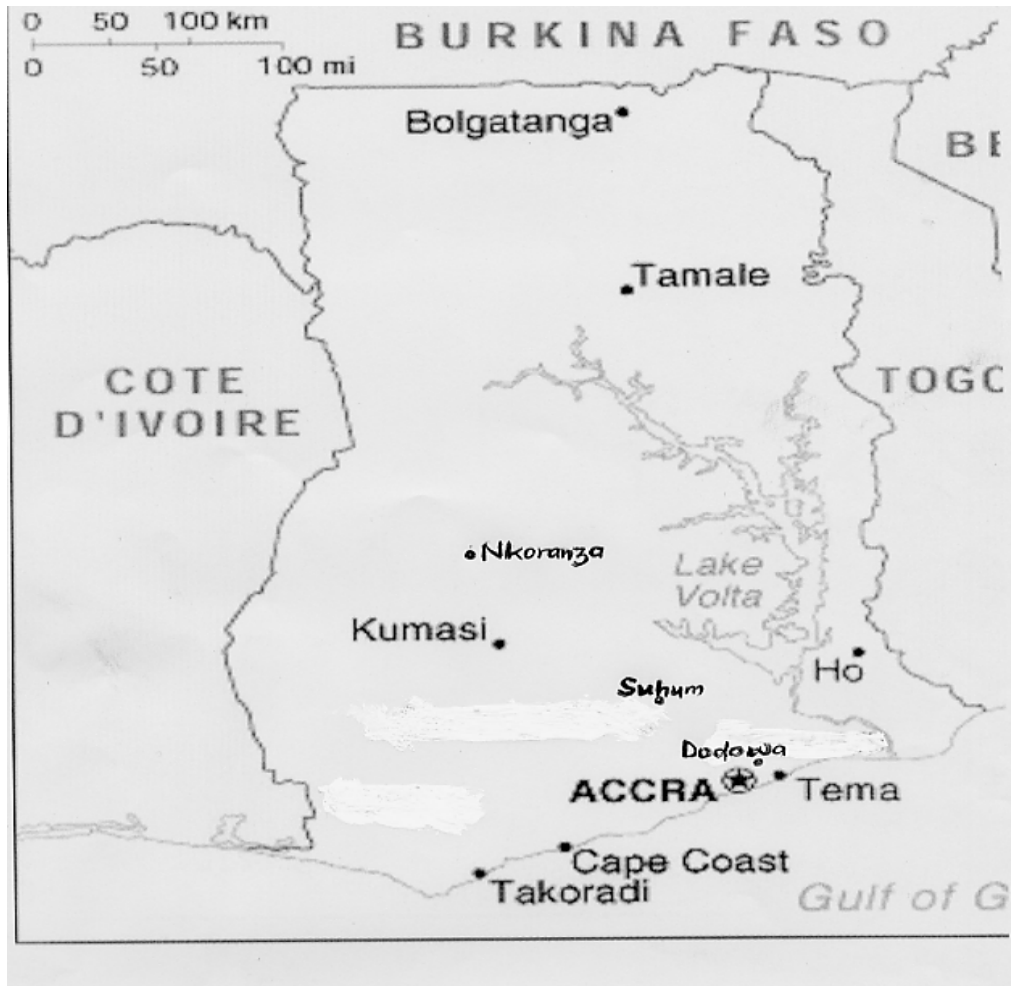 0 50 100 km
0 50 100 mi
BURKINA FASO
Bolgatanga
BE
Tamale
COTE
D'IVOIRE
TOGO
Nkoranza
Lake
Volta
Kumasi
Ho
Suhum
Dodowa
ACCRA
Tema
Cape Coast
Takoradi
Gulf of G